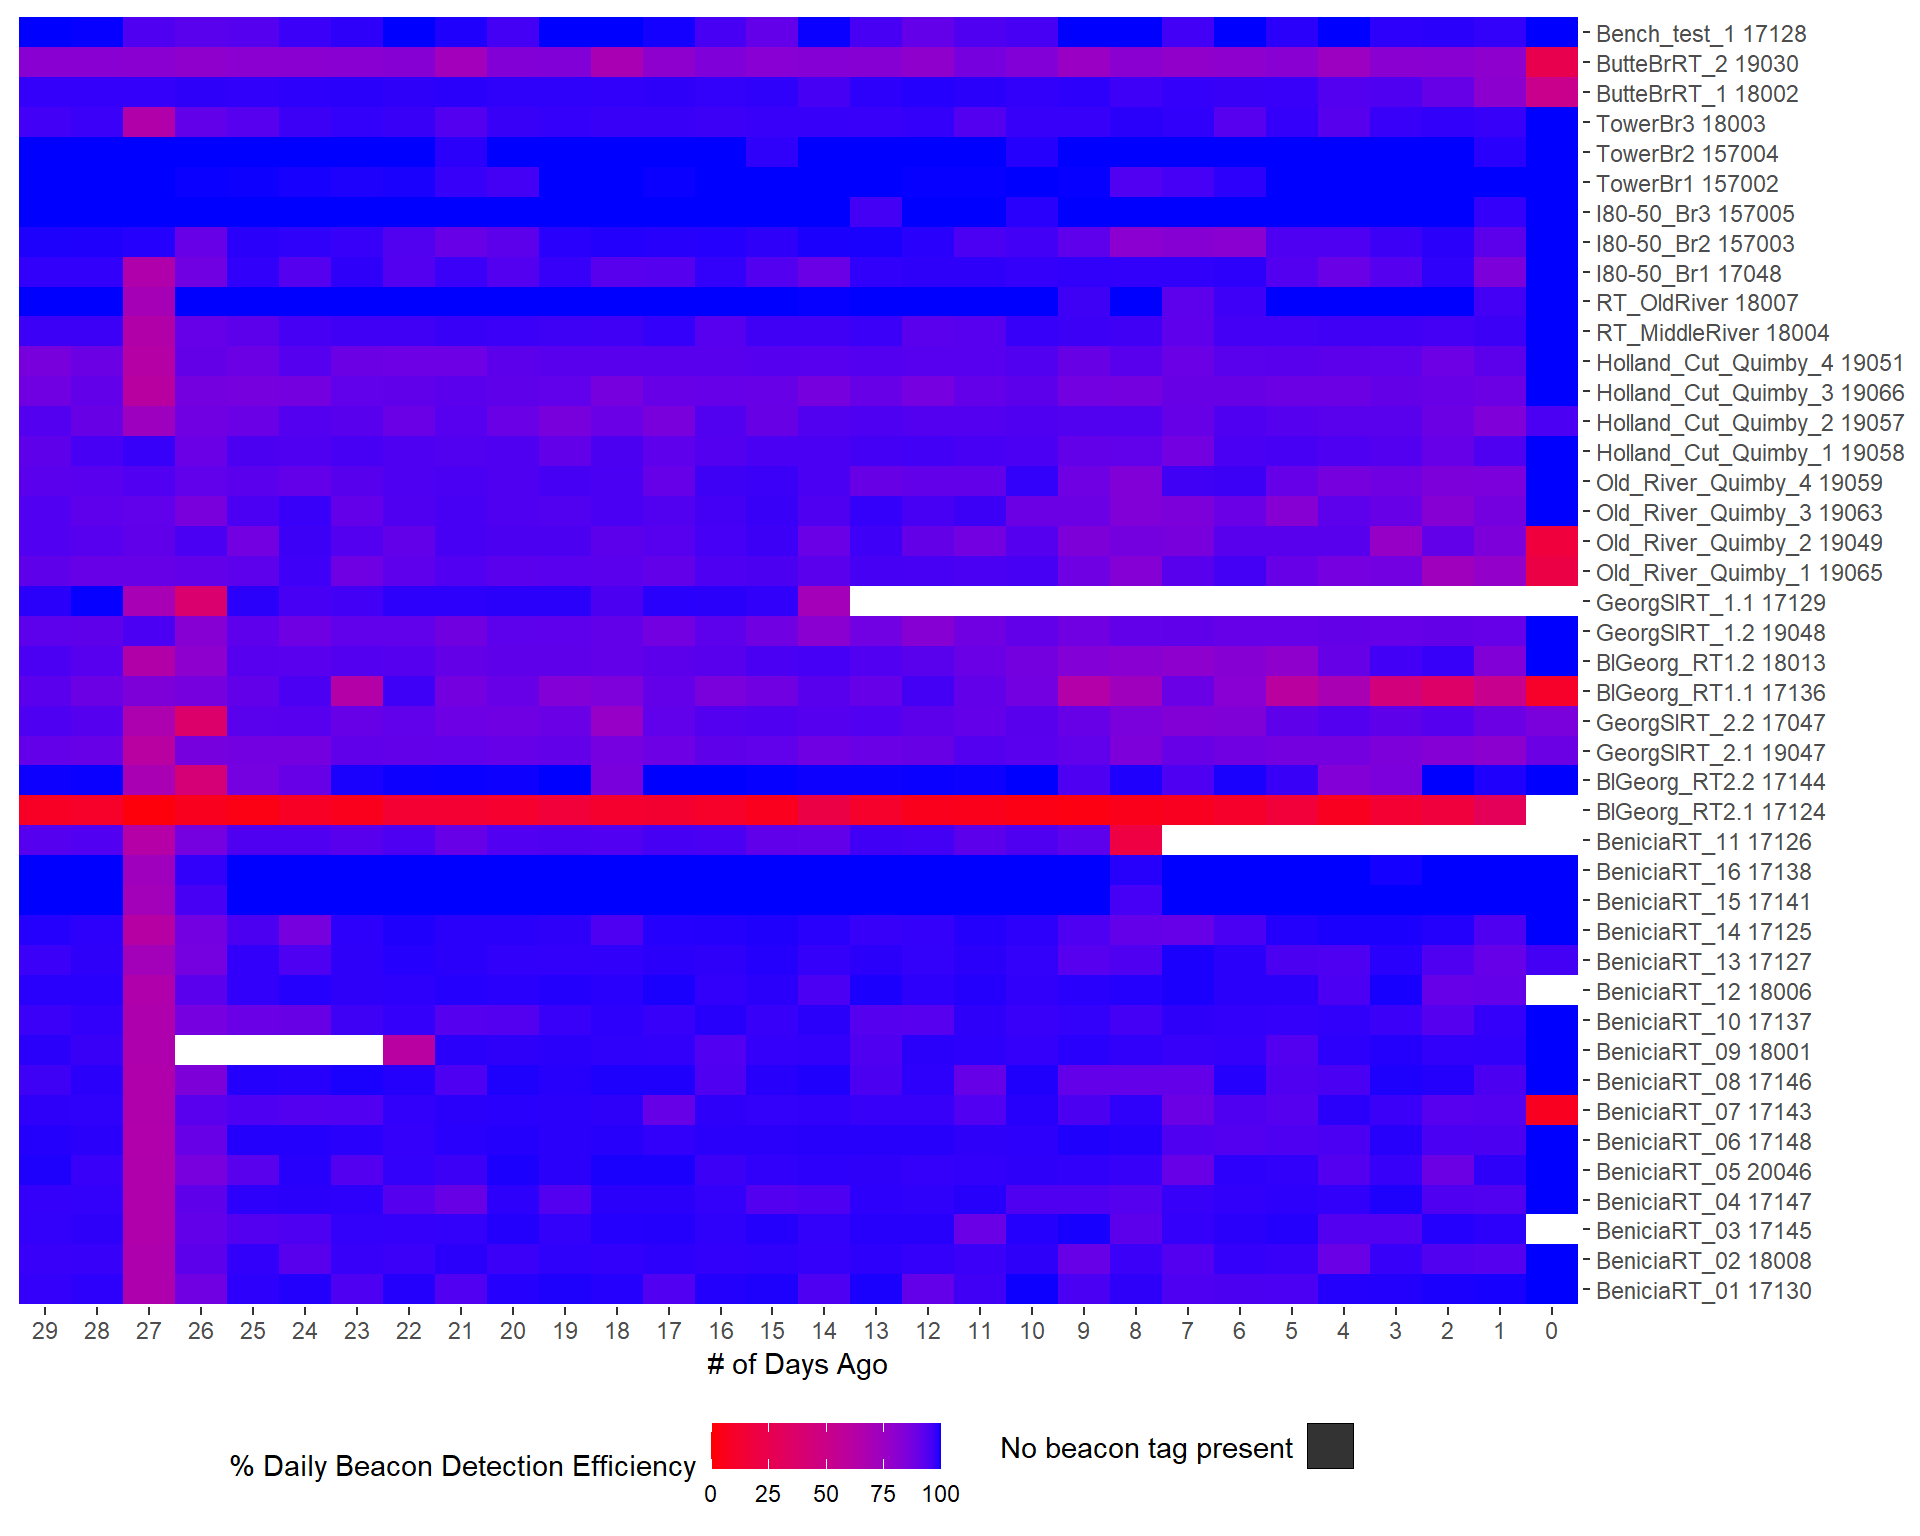 Bench_test_1 17128
ButteBrRT_2 19030
ButteBrRT_1 18002
TowerBr3 18003
TowerBr2 157004
TowerBr1 157002
I80-50_Br3 157005
I80-50_Br2 157003
I80-50_Br1 17048
RT_OldRiver 18007
RT_MiddleRiver 18004
Holland_Cut_Quimby_4 19051
Holland_Cut_Quimby_3 19066
Holland_Cut_Quimby_2 19057
Holland_Cut_Quimby_1 19058
Old_River_Quimby_4 19059
Old_River_Quimby_3 19063
Old_River_Quimby_2 19049
Old_River_Quimby_1 19065
GeorgSlRT_1.1 17129
GeorgSlRT_1.2 19048
BlGeorg_RT1.2 18013
BlGeorg_RT1.1 17136
GeorgSlRT_2.2 17047
GeorgSlRT_2.1 19047
BlGeorg_RT2.2 17144
BlGeorg_RT2.1 17124
BeniciaRT_11 17126
BeniciaRT_16 17138
BeniciaRT_15 17141
BeniciaRT_14 17125
BeniciaRT_13 17127
BeniciaRT_12 18006
BeniciaRT_10 17137
BeniciaRT_09 18001
BeniciaRT_08 17146
BeniciaRT_07 17143
BeniciaRT_06 17148
BeniciaRT_05 20046
BeniciaRT_04 17147
BeniciaRT_03 17145
BeniciaRT_02 18008
BeniciaRT_01 17130
29 28 27 26 25 24 23 22 21 20 19 18 17 16 15 14 13 12 11 10 9 8 7 6 5 4 3 2 1 0
# of Days Ago
% Daily Beacon Detection Efficiency
0 25 50 75 100
No beacon tag present